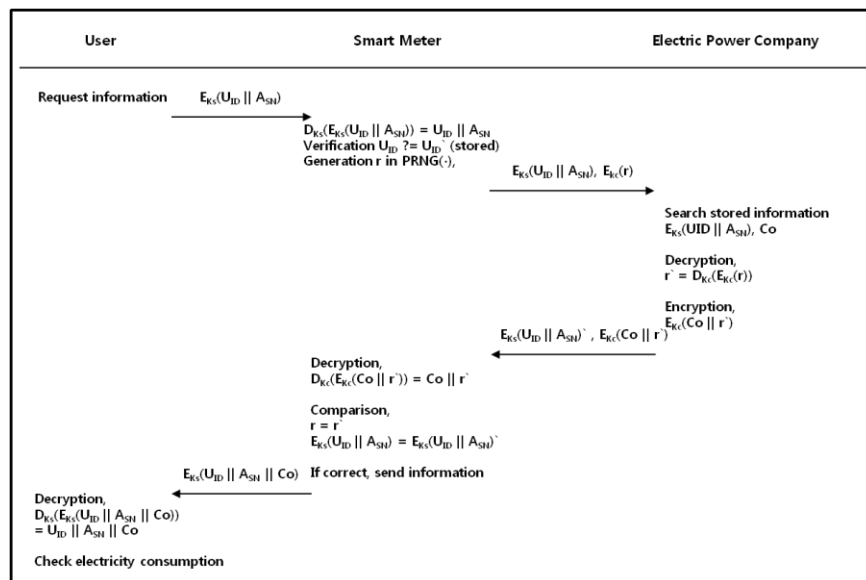 User Smart Meter Electric Power Company
Request information E_Ks(U_ID || A_SN)
D_Ks(E_Ks(U_ID || A_SN)) = U_ID || A_SN
Verification U_ID ?= U_ID` (stored)
Generation r in PRNG(·),
E_Ks(U_ID || A_SN), E_kc(r)
Search stored information
E_Ks(UID || A_SN), Co
Decryption,
r` = D_Kc(E_Kc(r))
Encryption,
E_Kc(Co || r`)
E_Ks(U_ID || A_SN)` , E_Kc(Co || r`)
Decryption,
D_Kc(E_Kc(Co || r`)) = Co || r`
Comparison,
r = r`
E_Ks(U_ID || A_SN) = E_Ks(U_ID || A_SN)`
E_Ks(U_ID || A_SN || Co) If correct, send information
Decryption,
D_Ks(E_Ks(U_ID || A_SN || Co))
= U_ID || A_SN || Co
Check electricity consumption